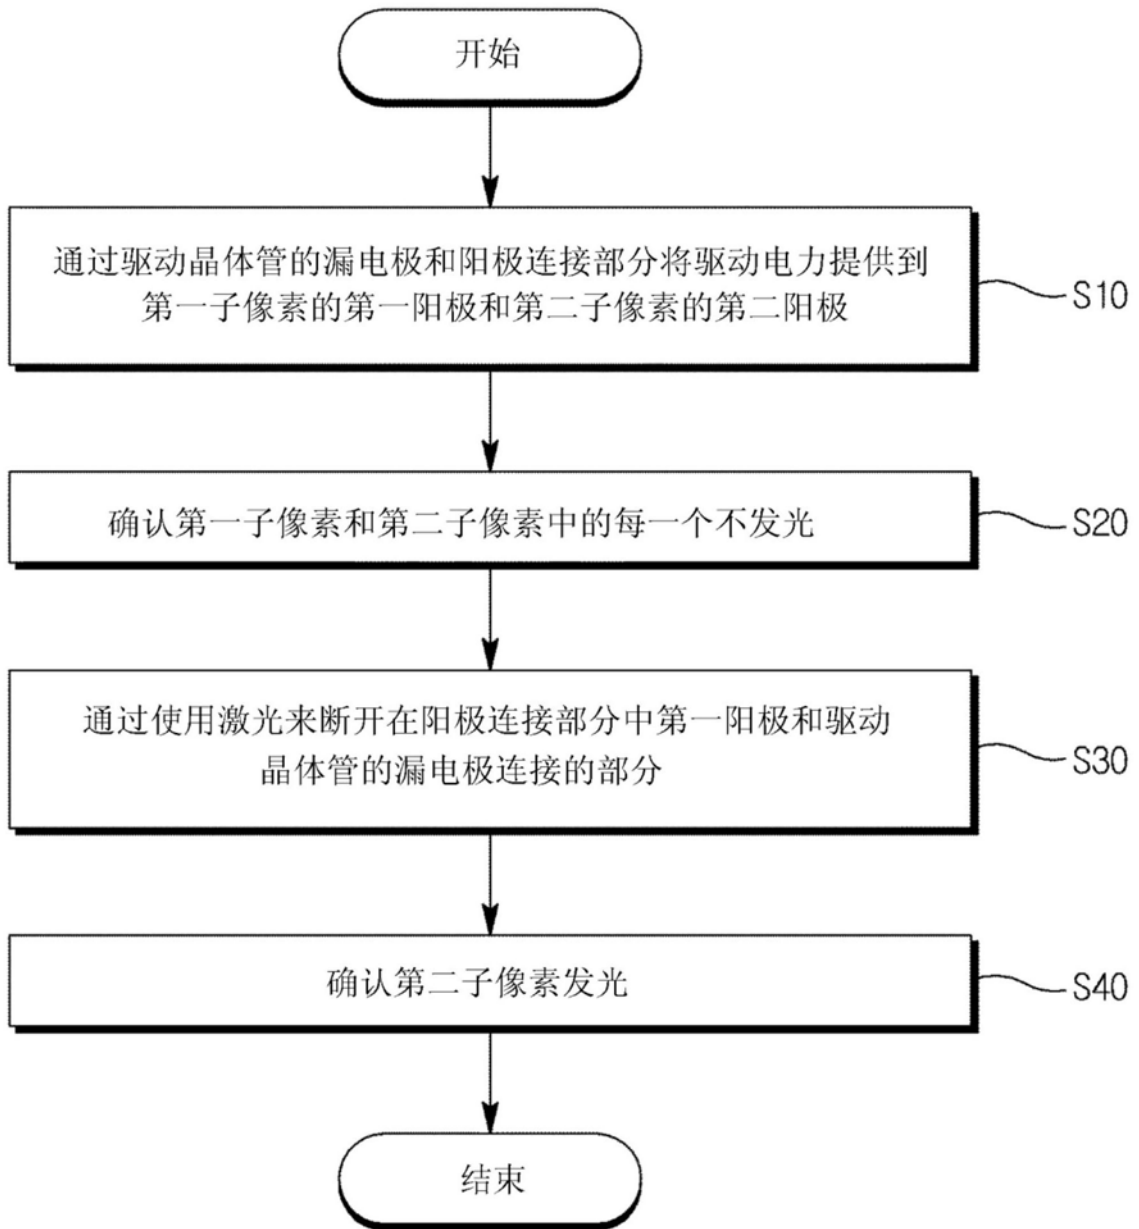 开始
通过驱动晶体管的漏电极和阳极连接部分将驱动电力提供到
第一子像素的第一阳极和第二子像素的第二阳极
S10
确认第一子像素和第二子像素中的每一个不发光
S20
通过使用激光来断开在阳极连接部分中第一阳极和驱动
晶体管的漏电极连接的部分
S30
确认第二子像素发光
S40
结束